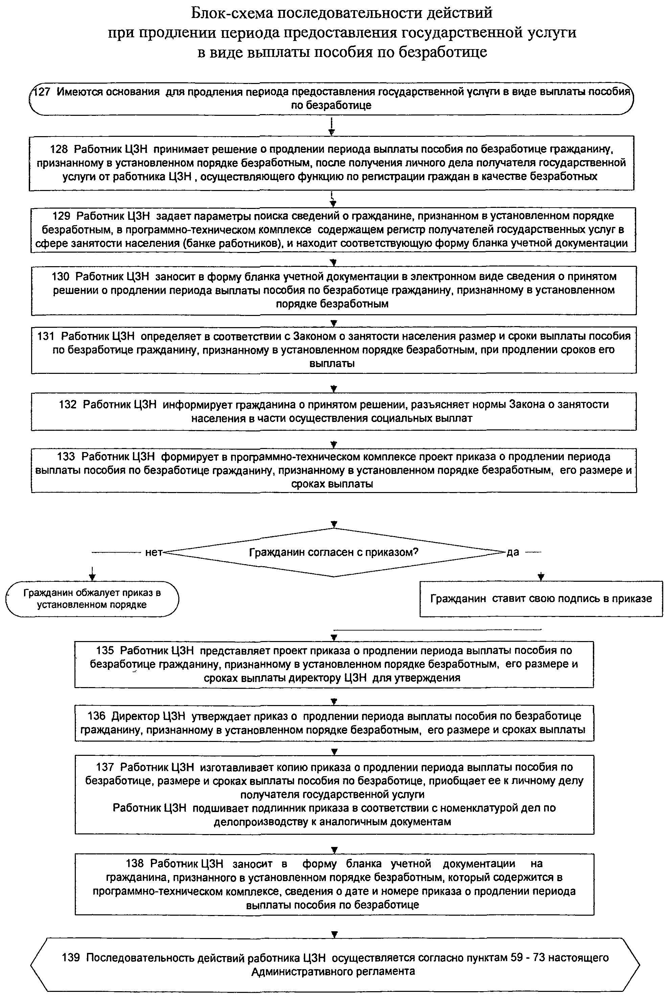 Блок-схема последовательности действий
при продлении периода предоставления государственной услуги
в виде выплаты пособия по безработице
127 Имеются основания для продления периода предоставления государственной услуги в виде выплаты пособия
по безработице
128 Работник ЦЗН принимает решение о продлении периода выплаты пособия по безработице гражданину,
признанному в установленном порядке безработным, после получения личного дела получателя государственной
услуги от работника ЦЗН , осуществляющего функцию по регистрации граждан в качестве безработных
129 Работник ЦЗН задает параметры поиска сведений о гражданине, признанном в установленном порядке
безработным, в программно-техническом комплексе содержащем регистр получателей государственных услуг в
сфере занятости населения (банке работников), и находит соответствующую форму бланка учетной документации
130 Работник ЦЗН заносит в форму бланка учетной документации в электронном виде сведения о принятом
решении о продлении периода выплаты пособия по безработице гражданину, признанному в установленном
порядке безработным
131 Работник ЦЗН определяет в соответствии с Законом о занятости населения размер и сроки выплаты пособия
по безработице гражданину, признанному в установленном порядке безработным, при продлении сроков его
выплаты
132 Работник ЦЗН информирует гражданина о принятом решении, разъясняет нормы Закона о занятости
населения в части осуществления социальных выплат
133 Работник ЦЗН формирует в программно-техническом комплексе проект приказа о продлении периода
выплаты пособия по безработице гражданину, признанному в установленном порядке безработным, его размере и
сроках выплаты
нет Гражданин согласен с приказом? да
Гражданин обжалует приказ в
установленном порядке
Гражданин ставит свою подпись в приказе
135 Работник ЦЗН представляет проект приказа о продлении периода выплаты пособия по
безработице гражданину, признанному в установленном порядке безработным, его размере и
сроках выплаты директору ЦЗН для утверждения
136 Директор ЦЗН утверждает приказ о продлении периода выплаты пособия по безработице
гражданину, признанному в установленном порядке безработным, его размере и сроках выплаты
137 Работник ЦЗН изготавливает копию приказа о продлении периода выплаты пособия по
безработице, размере и сроках выплаты пособия по безработице, приобщает ее к личному делу
получателя государственной услуги
Работник ЦЗН подшивает подлинник приказа в соответствии с номенклатурой дел по
делопроизводству к аналогичным документам
138 Работник ЦЗН заносит в форму бланка учетной документации на
гражданина, признанного в установленном порядке безработным, который содержится в
программно-техническом комплексе, сведения о дате и номере приказа о продлении периода
выплаты пособия по безработице
139 Последовательность действий работника ЦЗН осуществляется согласно пунктам 59 - 73 настоящего
Административного регламента